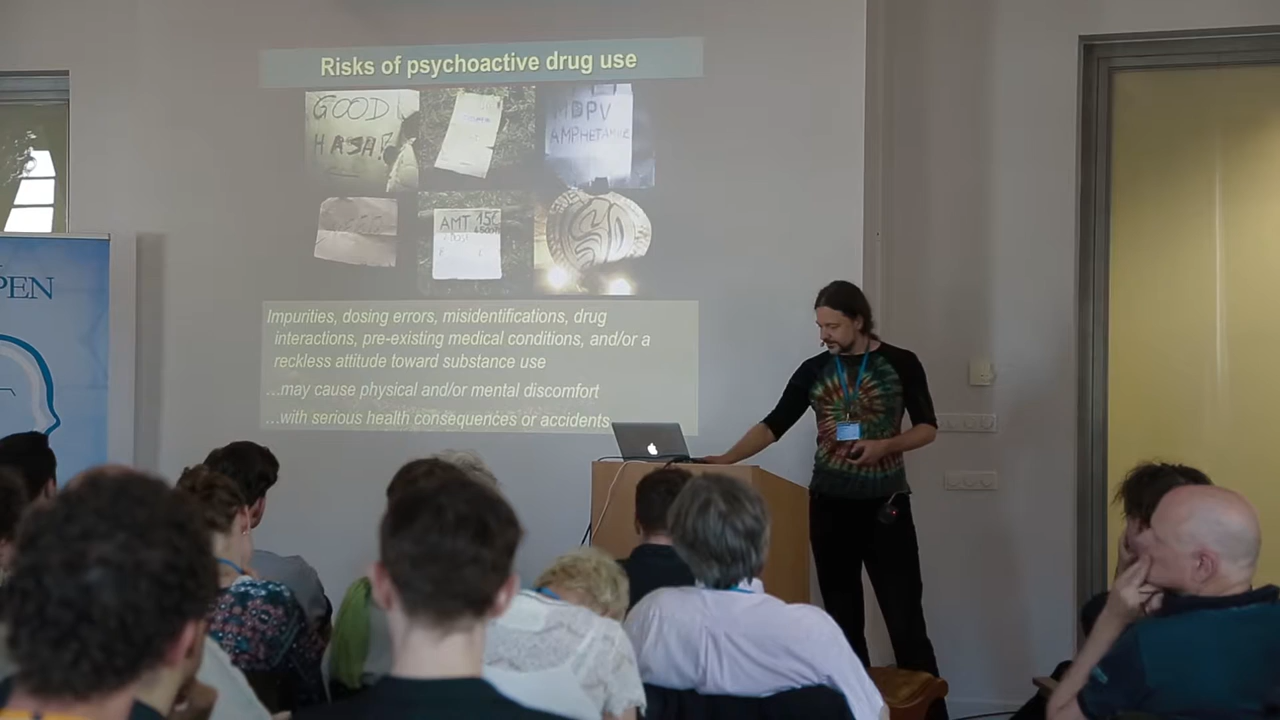 Risks of psychoactive drug use
GOOD
HASH!
MDPV
AMPHETAMINE
AMT 15€
Impurities, dosing errors, misidentifications, drug
interactions, pre-existing medical conditions, and/or a
reckless attitude toward substance use
...may cause physical and/or mental discomfort
...with serious health consequences or accidents
PEN